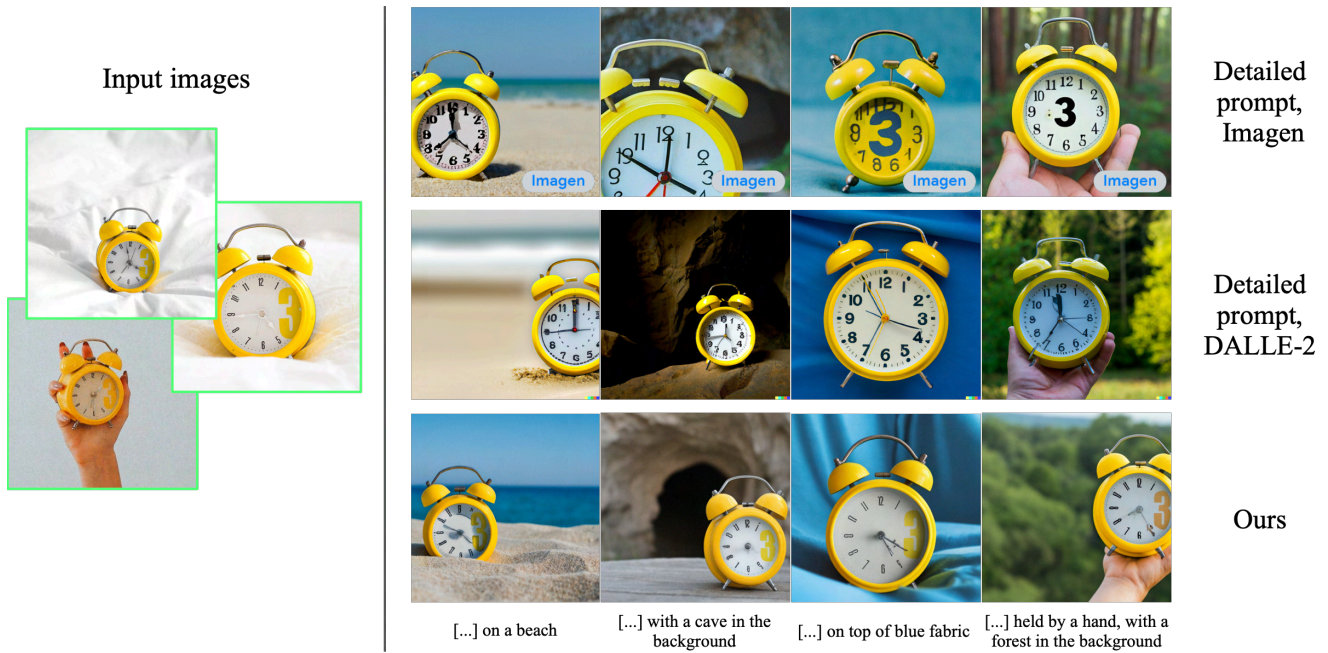 Input images
Detailed
prompt,
Imagen
Imagen
Imagen
Imagen
Imagen
Detailed
prompt,
DALLE-2
Ours
[...] on a beach
[...] with a cave in the
background
[...] on top of blue fabric
[...] held by a hand, with a
forest in the background